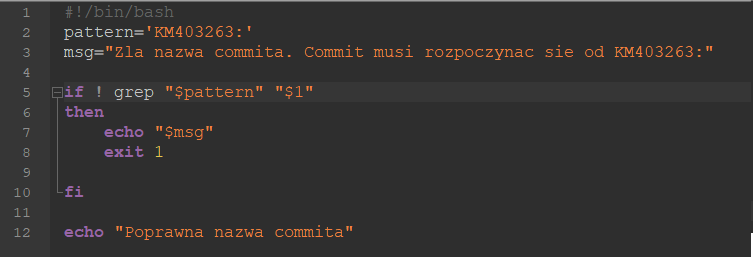 1 #!/bin/bash
2 pattern='KM403263:'
3 msg="Zla nazwa commita. Commit musi rozpoczynac sie od KM403263:"
4
5 if ! grep "$pattern" "$1"
6 then
7 echo "$msg"
8 exit 1
9
10 fi
11
12 echo "Poprawna nazwa commita"